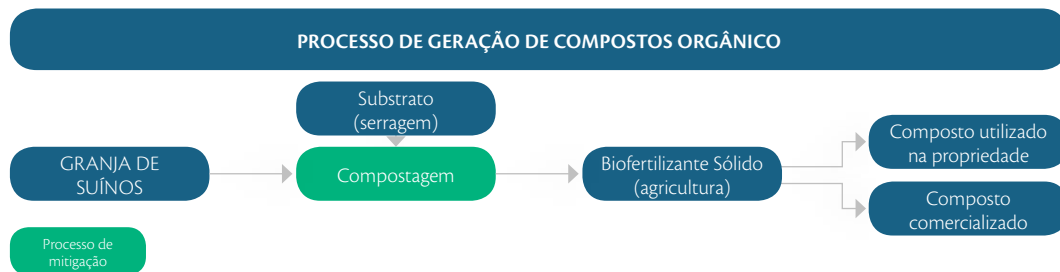 PROCESSO DE GERAÇÃO DE COMPOSTOS ORGÂNICO
Substrato
(serragem)
GRANJA DE
SUÍNOS
Compostagem
Biofertilizante Sólido
(agricultura)
Composto utilizado
na propriedade
Composto
comercializado
Processo de
mitigação